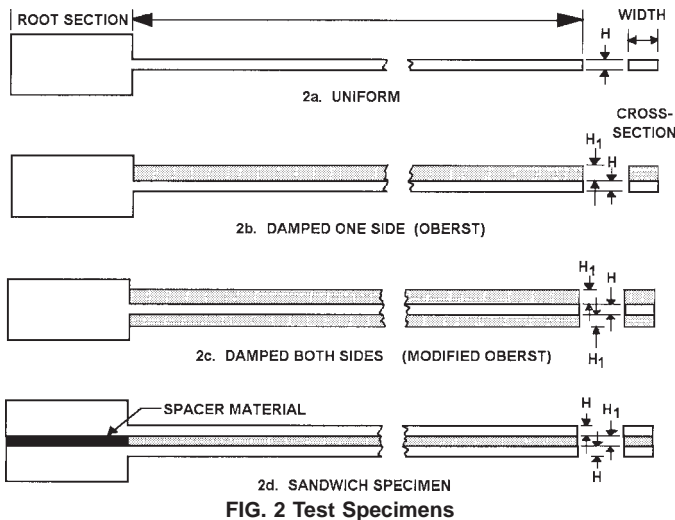 ROOT SECTION
H
WIDTH
2a. UNIFORM
CROSS-
SECTION
H1
H
2b. DAMPED ONE SIDE (OBERST)
H1
H
2c. DAMPED BOTH SIDES (MODIFIED OBERST)
H1
SPACER MATERIAL
H
H1
H
2d. SANDWICH SPECIMEN
FIG. 2 Test Specimens